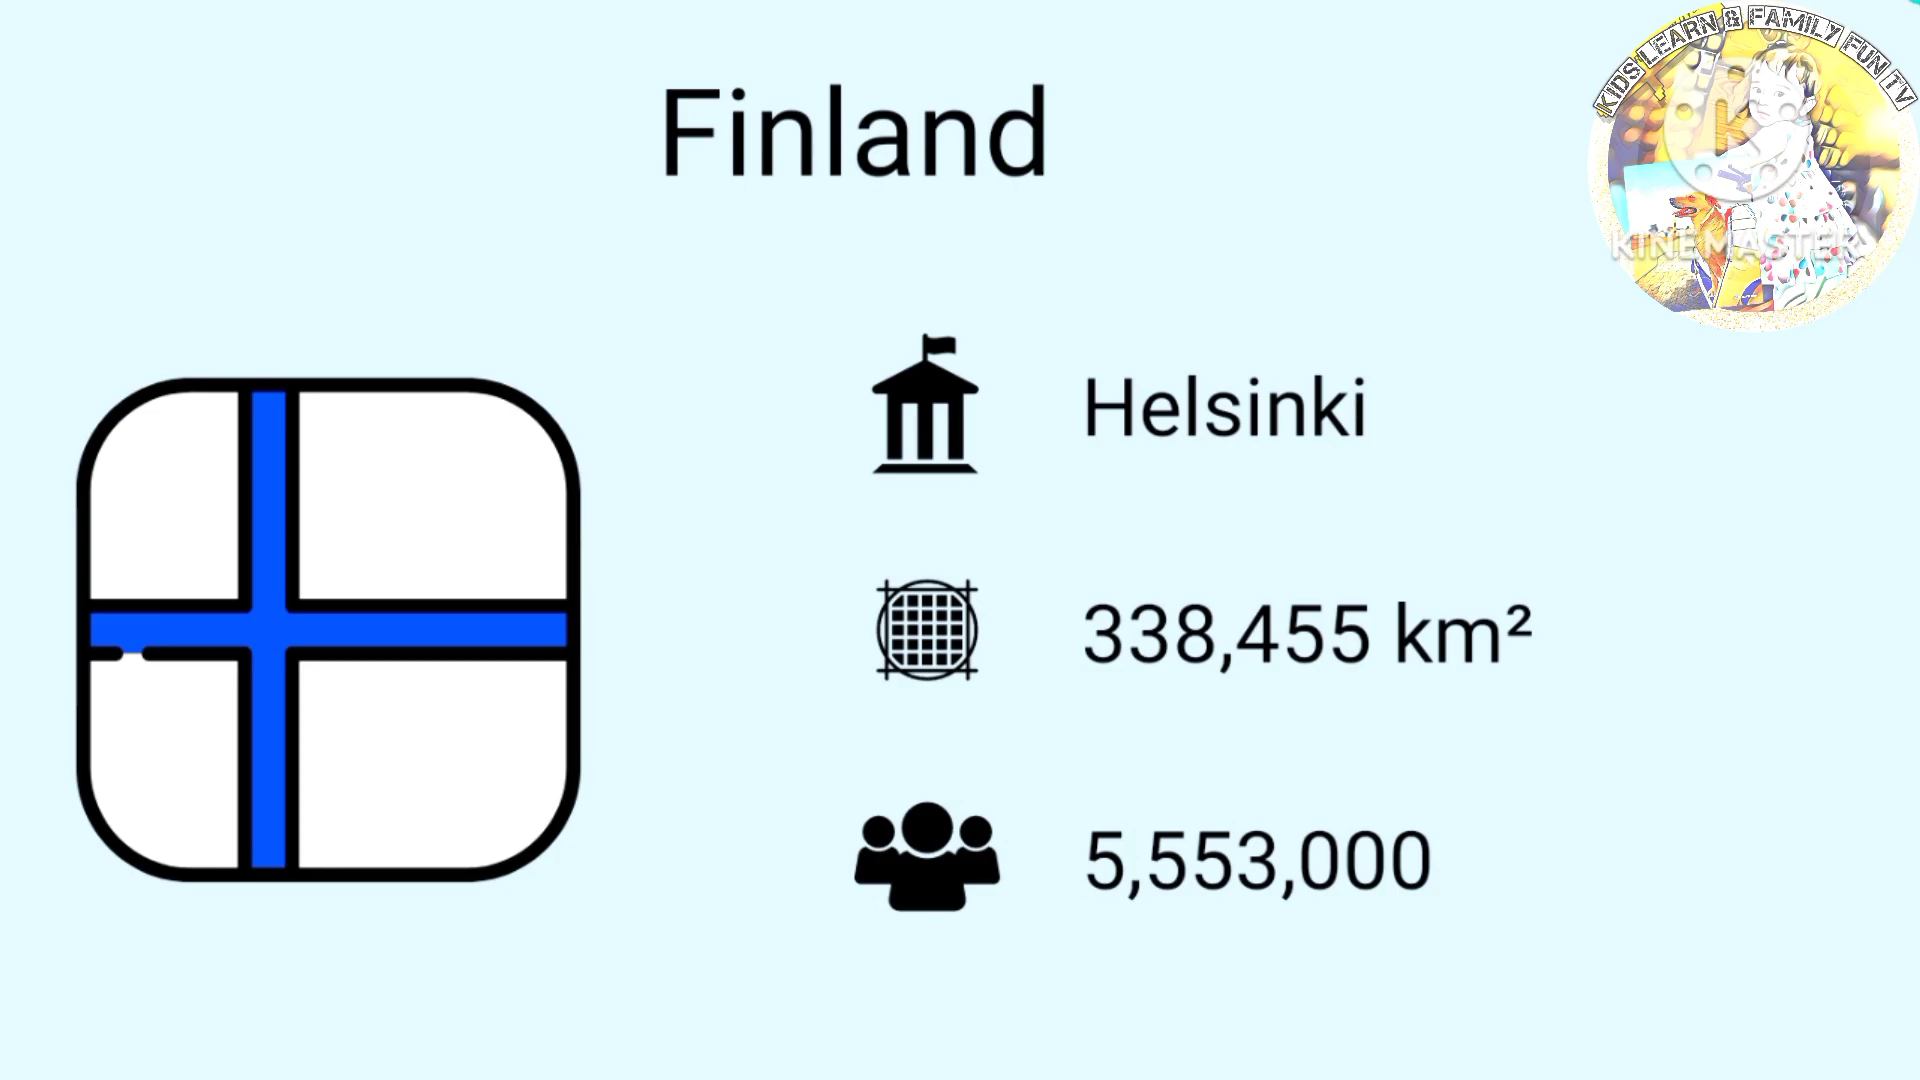 KIDS LEARN & FAMILY FUN TV
Finland
KINEMASTER
Helsinki
338,455 km²
5,553,000